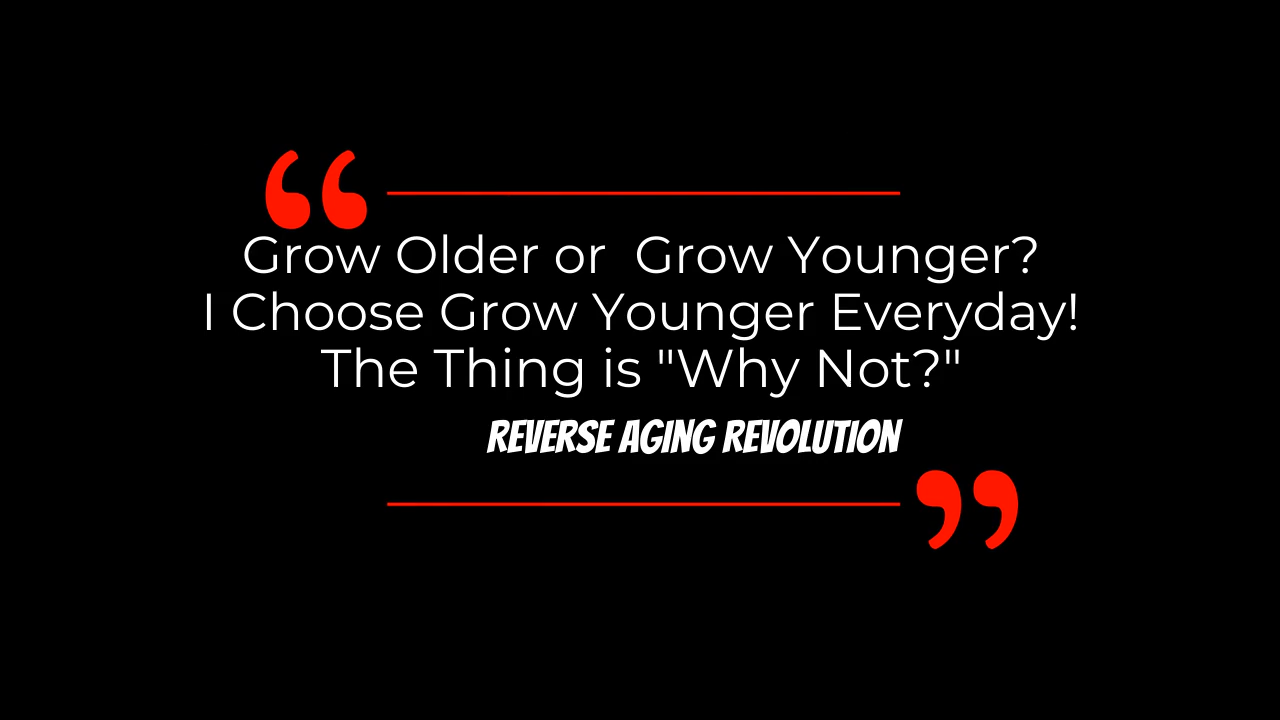 Grow Older or  Grow Younger?
I Choose Grow Younger Everyday!
The Thing is "Why Not?"
REVERSE AGING REVOLUTION